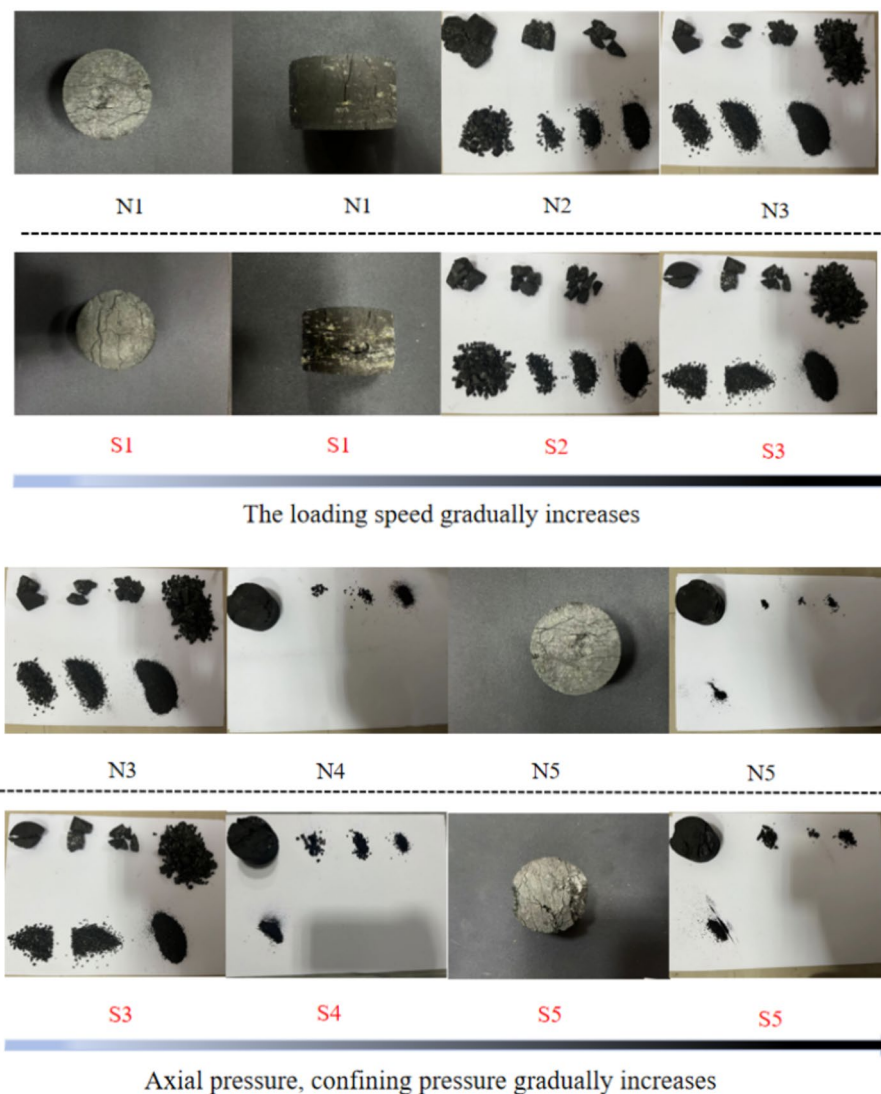 N1 N1 N2 N3
S1 S1 S2 S3
The loading speed gradually increases
N3 N4 N5 N5
S3 S4 S5 S5
Axial pressure, confining pressure gradually increases